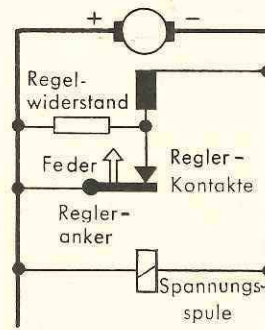 + -
Regel-
widerstand
Feder
Regler-
Kontakte
Regler-
anker
Spannungs-
spule